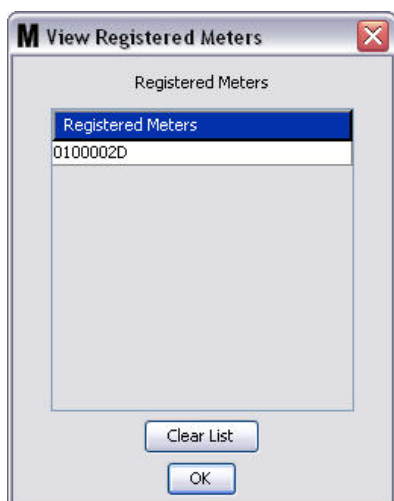 M View Registered Meters
Registered Meters
Registered Meters
0100002D
Clear List
OK